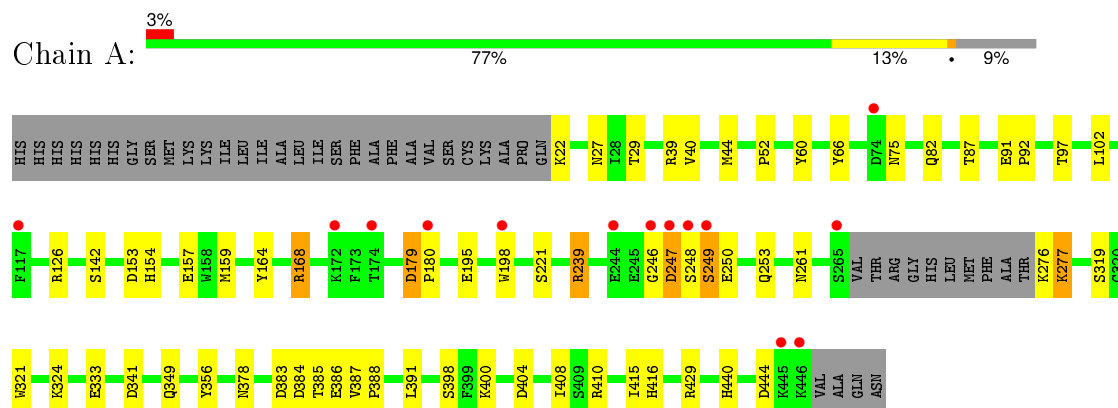 3%
Chain A:
77% 13% • 9%
HIS HIS HIS HIS HIS HIS GLY SER MET LYS LYS ILE LEU ILE ALA LEU ILE SER PHE ALA PHE ALA VAL SER CYS LYS ALA PRO GLN K22 N27 I28 T29 R39 V40 M44 P52 Y60 Y66 D74 N75 Q82 T87 E91 P92 T97 L102
F117 R126 S142 D153 H154 E157 W158 M159 Y164 R168 K172 F173 T174 D179 P180 E195 W198 S221 R239 E244 E245 G246 D247 S248 S249 E250 Q253 N261 S265 VAL THR ARG GLY HIS LEU MET PHE ALA THR K276 K277 S319 G320
W321 K324 E333 D341 Q349 Y356 N378 D383 D384 T385 E386 V387 P388 L391 S398 F399 K400 D404 I408 S409 R410 I415 H416 R429 H440 D444 K445 K446 VAL ALA GLN ASN